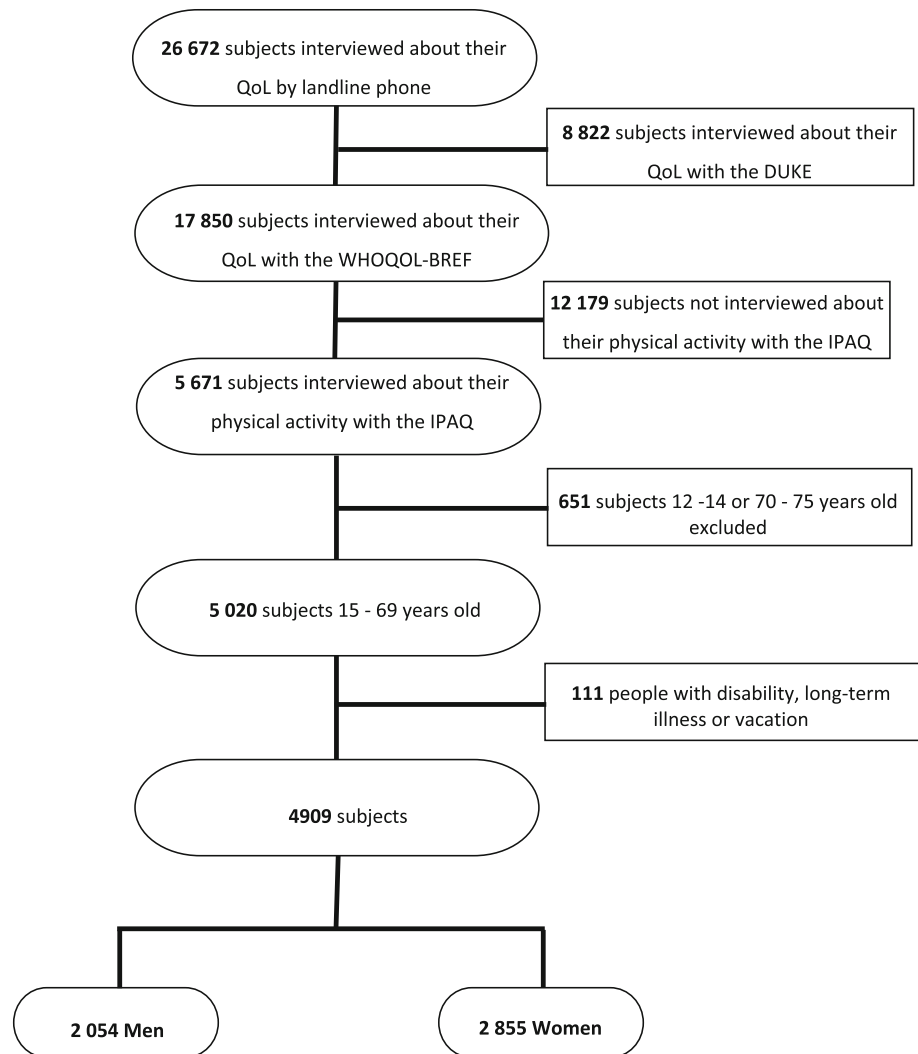 26 672 subjects interviewed about their
QoL by landline phone
8 822 subjects interviewed about their
QoL with the DUKE
17 850 subjects interviewed about their
QoL with the WHOQOL-BREF
12 179 subjects not interviewed about
their physical activity with the IPAQ
5 671 subjects interviewed about their
physical activity with the IPAQ
651 subjects 12 -14 or 70 - 75 years old
excluded
5 020 subjects 15 - 69 years old
111 people with disability, long-term
illness or vacation
4909 subjects
2 054 Men
2 855 Women